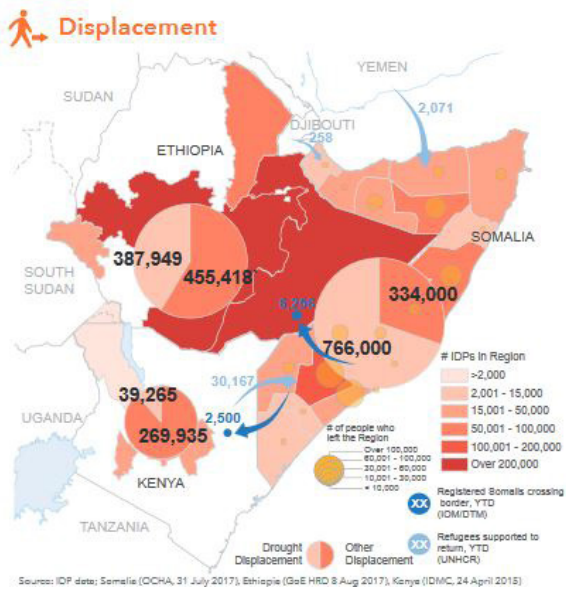 Displacement
YEMEN
SUDAN
2,071
DJIBOUTI
258
ETHIOPIA
SOMALIA
387,949
455,418
SOUTH
SUDAN
6,256
334,000
766,000
# IDPs In Region
>2,000
2,001 - 15,000
15,001 - 50,000
50,001 - 100,000
100,001 - 200,000
Over 200,000
30,167
39,265
2,500
UGANDA
269,935
# of people who
left the Region
Over 100,000
60,001 - 100,000
30,001 - 60,000
10,001 - 30,000
< 10,000
KENYA
XX
Registered Somalis crossing
border, YTD
(IOM/DTM)
TANZANIA
XX
Refugees supported to
return, YTD
(UNHCR)
Drought
Displacement
Other
Displacement
Source: IDP data; Somalia (OCHA, 31 July 2017), Ethiopia (GoE HRD 8 Aug 2017), Kenya (IDMC, 24 April 2015)